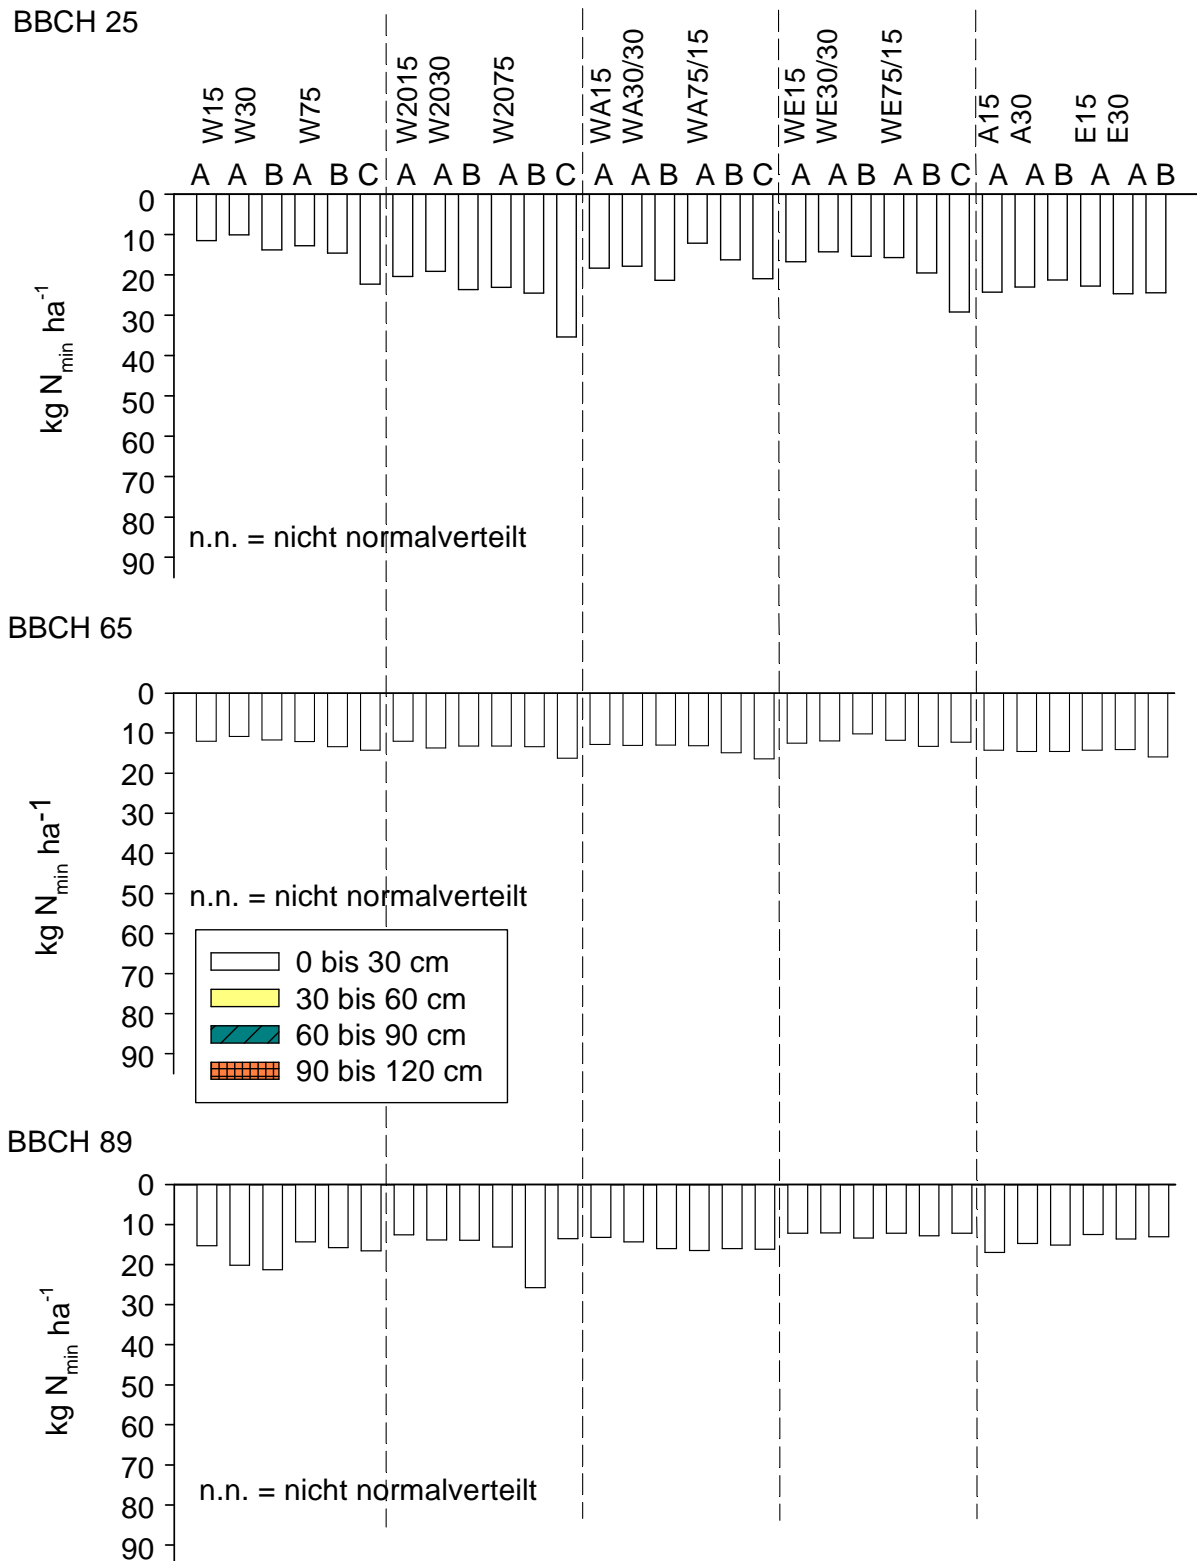 BBCH 25
W15 W30 W75 W2015 W2030 W2075 WA15 WA30/30 WA75/15 WE15 WE30/30 WE75/15 A15 A30 E15 E30
A A B A B C A A B A B C A A B A B C A A B A B C A A B A A B
0
10
20
30
40
50
60
70
80
90
kg Nmin ha-1
n.n. = nicht normalverteilt
BBCH 65
0
10
20
30
40
50
60
70
80
90
kg Nmin ha-1
n.n. = nicht normalverteilt
0 bis 30 cm
30 bis 60 cm
60 bis 90 cm
90 bis 120 cm
BBCH 89
0
10
20
30
40
50
60
70
80
90
kg Nmin ha-1
n.n. = nicht normalverteilt